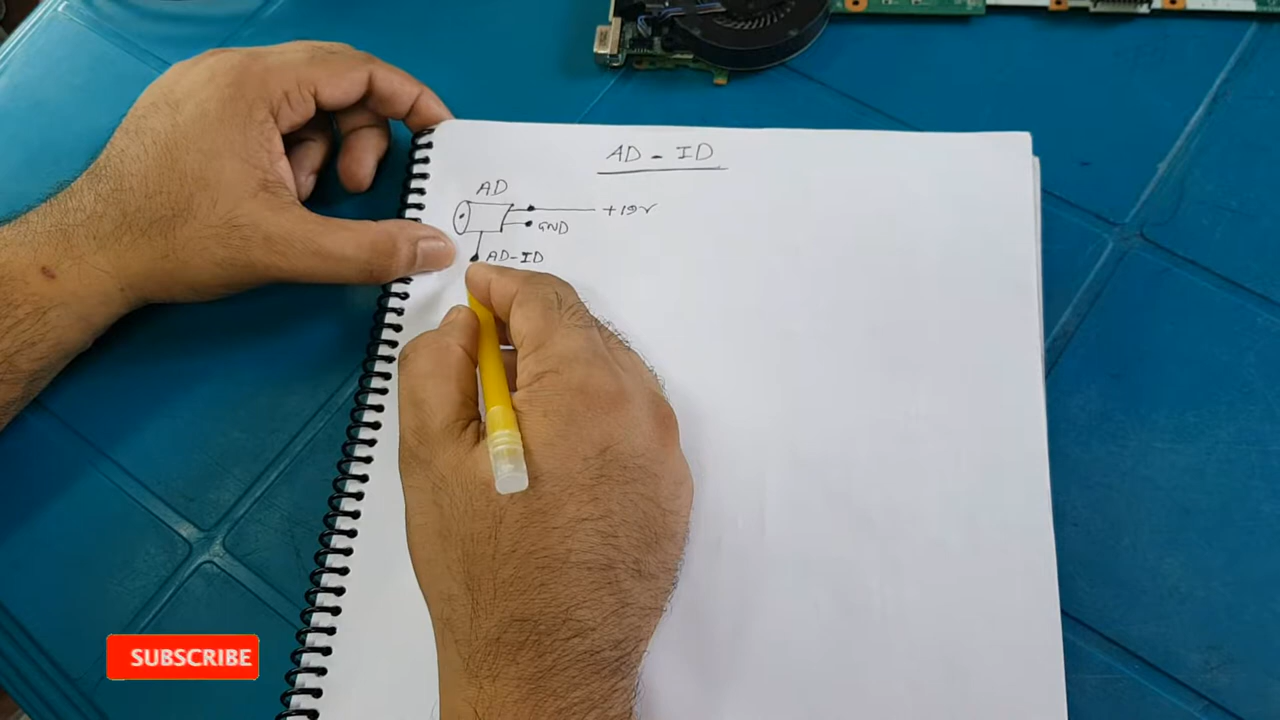 AD - ID
AD
+19V
GND
AD-ID
SUBSCRIBE